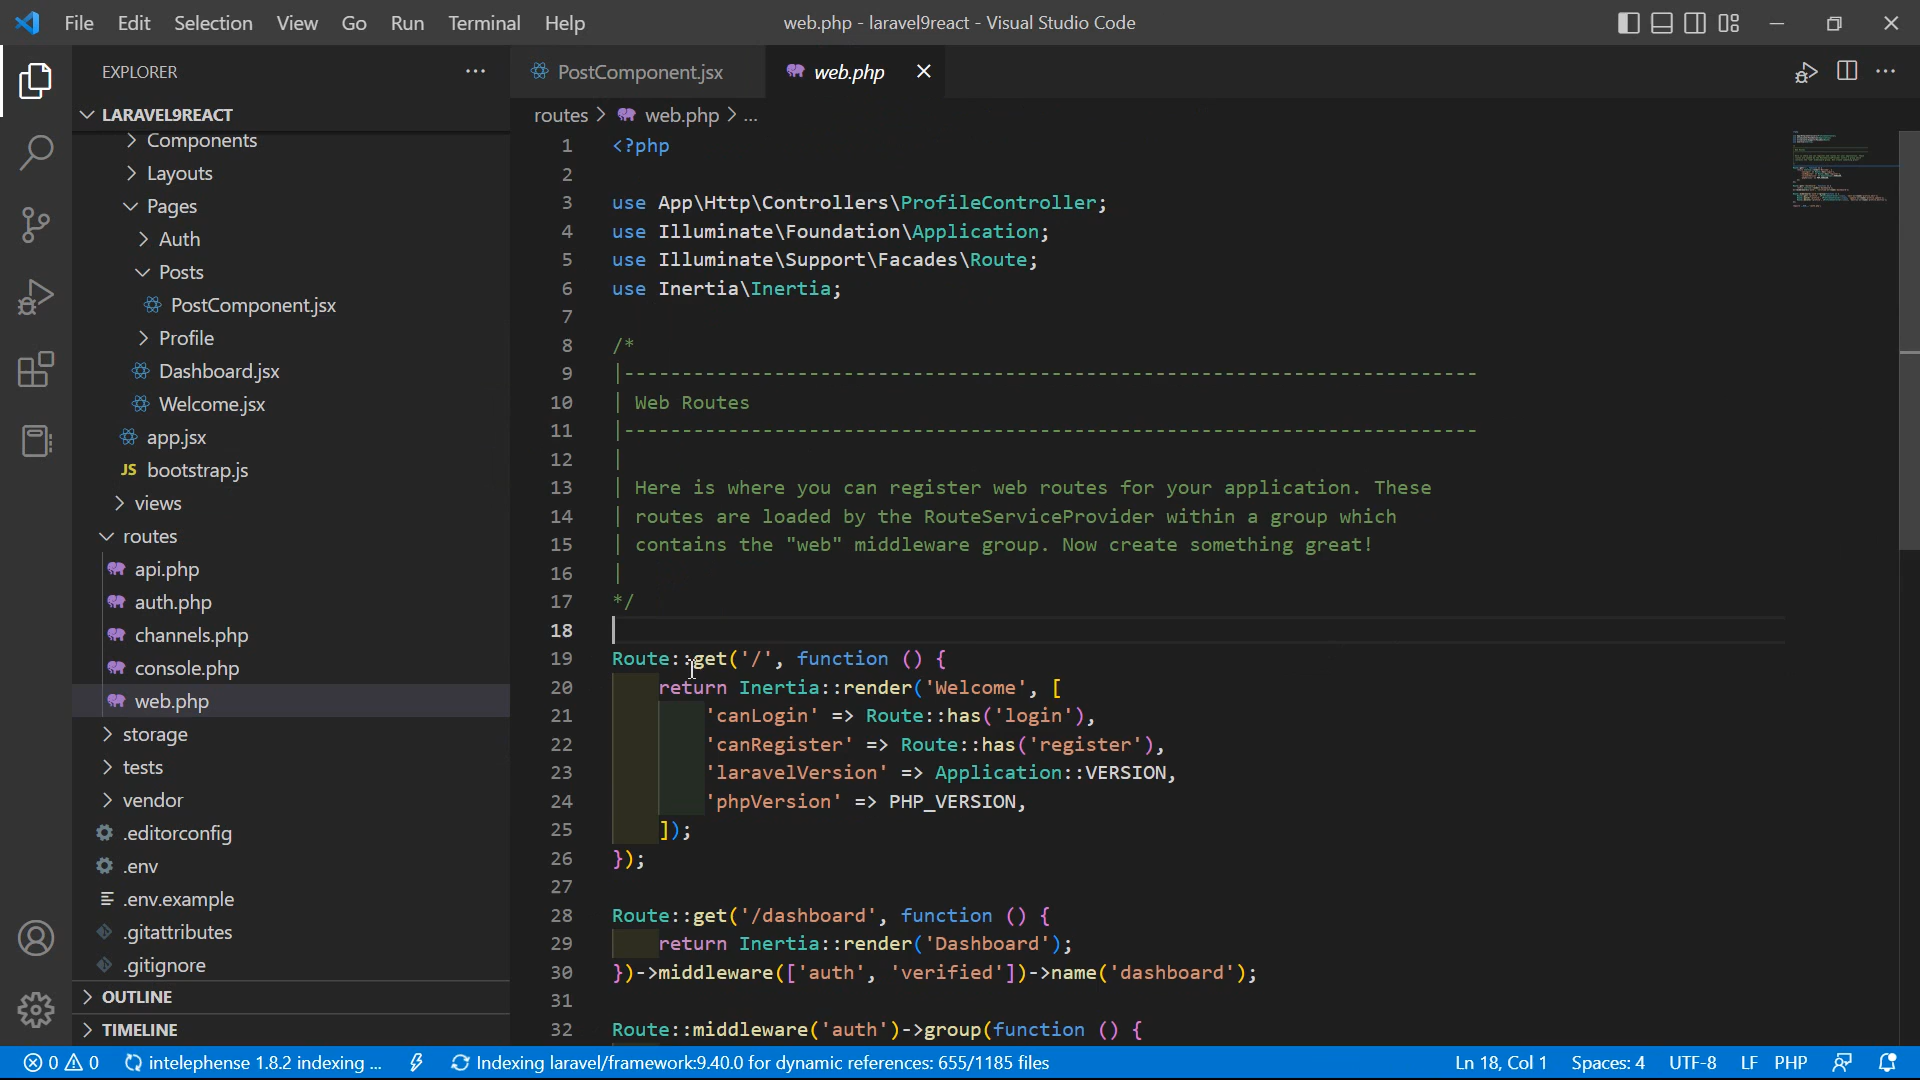 File Edit Selection View Go Run Terminal Help
web.php - laravel9react - Visual Studio Code
EXPLORER
LARAVEL9REACT
Components
Layouts
Pages
Auth
Posts
PostComponent.jsx
Profile
Dashboard.jsx
Welcome.jsx
app.jsx
JS bootstrap.js
views
routes
api.php
auth.php
channels.php
console.php
web.php
storage
tests
vendor
.editorconfig
.env
.env.example
.gitattributes
.gitignore
OUTLINE
TIMELINE
PostComponent.jsx
web.php
routes > web.php > ...
1 <?php
2
3 use App\Http\Controllers\ProfileController;
4 use Illuminate\Foundation\Application;
5 use Illuminate\Support\Facades\Route;
6 use Inertia\Inertia;
7
8 /*
9 |--------------------------------------------------------------------------
10 | Web Routes
11 |--------------------------------------------------------------------------
12 |
13 | Here is where you can register web routes for your application. These
14 | routes are loaded by the RouteServiceProvider within a group which
15 | contains the "web" middleware group. Now create something great!
16 |
17 */
18
19 Route::get('/', function () {
20 return Inertia::render('Welcome', [
21 'canLogin' => Route::has('login'),
22 'canRegister' => Route::has('register'),
23 'laravelVersion' => Application::VERSION,
24 'phpVersion' => PHP_VERSION,
25 ]);
26 });
27
28 Route::get('/dashboard', function () {
29 return Inertia::render('Dashboard');
30 })->middleware(['auth', 'verified'])->name('dashboard');
31
32 Route::middleware('auth')->group(function () {
0 0 intelephense 1.8.2 indexing ... Indexing laravel/framework:9.40.0 for dynamic references: 655/1185 files Ln 18, Col 1 Spaces: 4 UTF-8 LF PHP